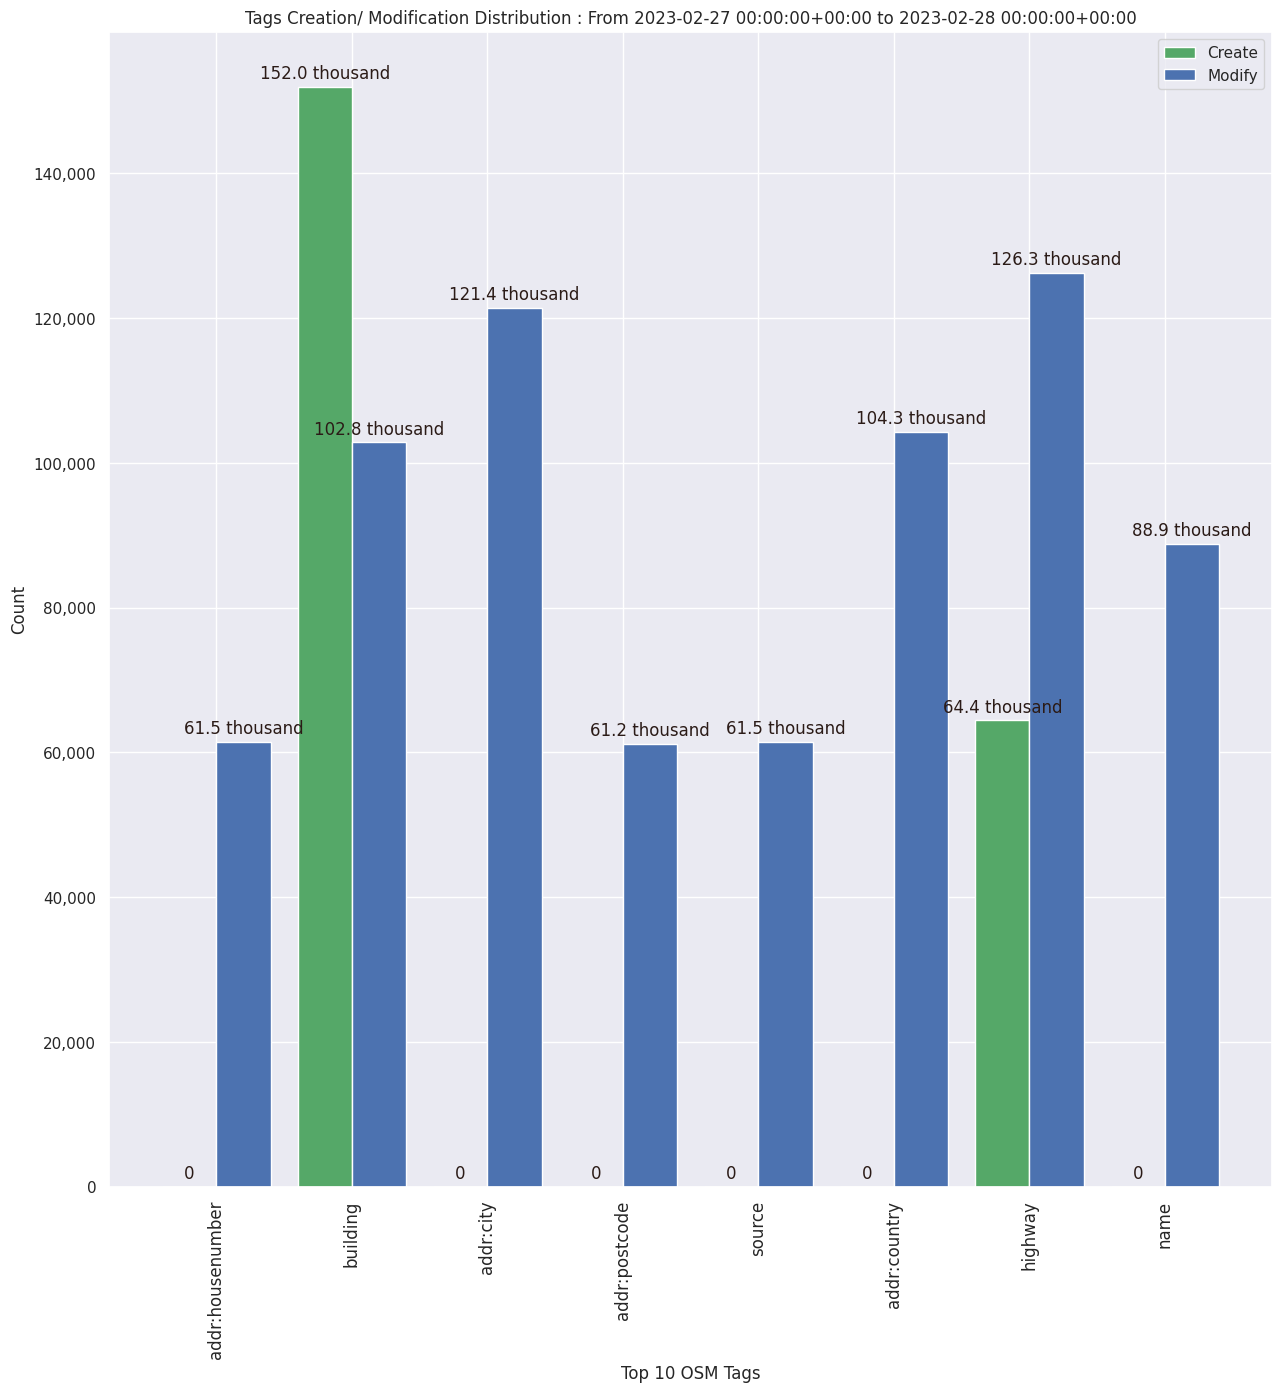 Tags Creation/ Modification Distribution : From 2023-02-27 00:00:00+00:00 to 2023-02-28 00:00:00+00:00
Create
Modify
152.0 thousand
126.3 thousand
121.4 thousand
104.3 thousand
102.8 thousand
88.9 thousand
64.4 thousand
61.5 thousand
61.2 thousand
61.5 thousand
0
0
0
0
0
0
140,000
120,000
100,000
80,000
60,000
40,000
20,000
0
Count
addr:housenumber
building
addr:city
addr:postcode
source
addr:country
highway
name
Top 10 OSM Tags